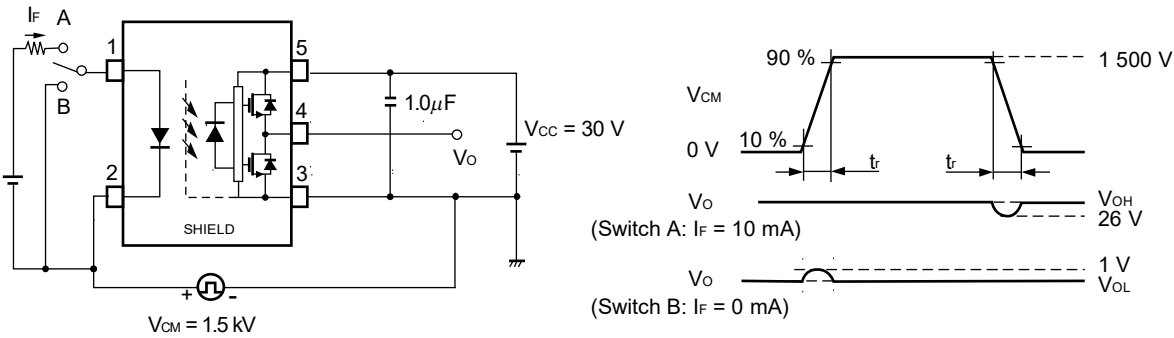 IF A
1
B
2
5
4
3
SHIELD
1.0μF
VCC = 30 V
VO
+ -
VCM = 1.5 kV
90 %
1 500 V
VCM
10 %
0 V
tr tr
VO
VOH
26 V
(Switch A: IF = 10 mA)
1 V
VO
VOL
(Switch B: IF = 0 mA)